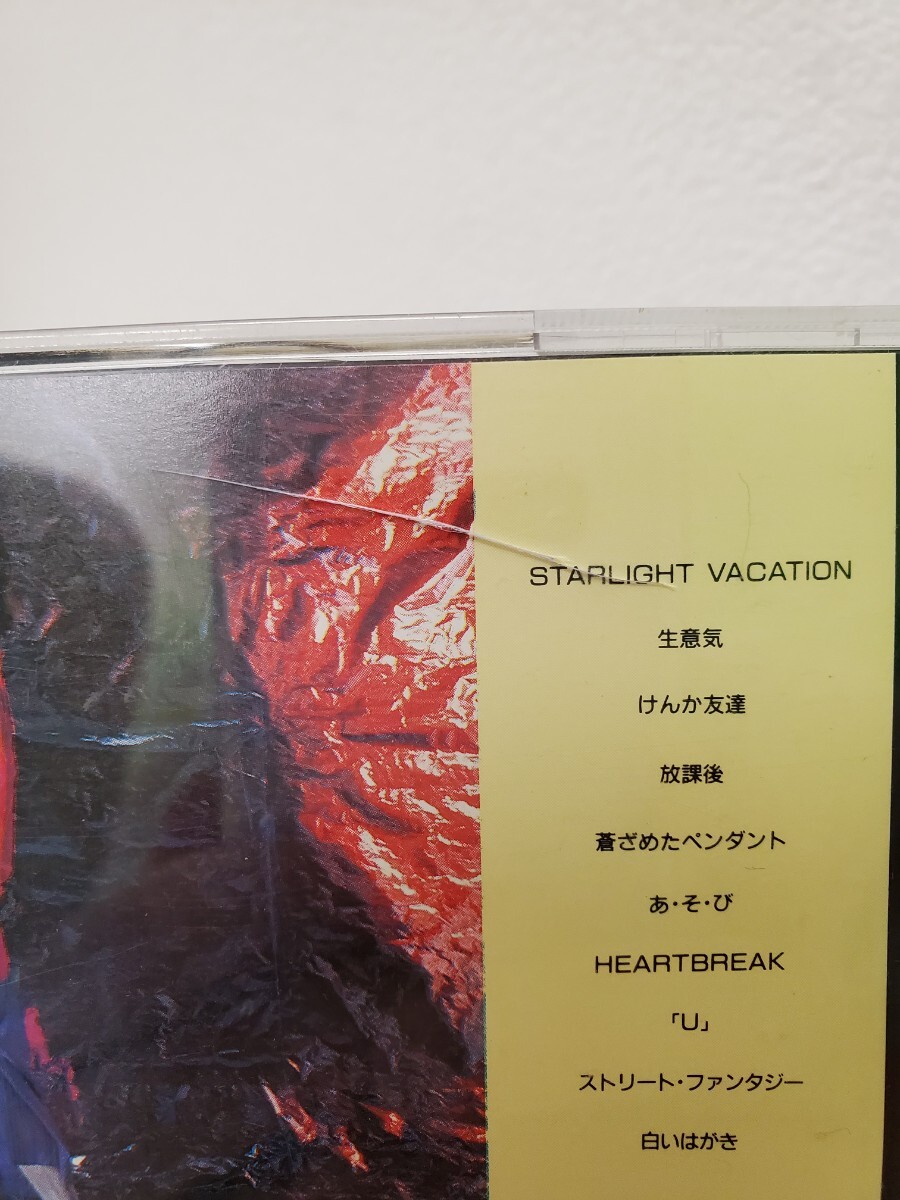 STARLIGHT VACATION
生意気
けんか友達
放課後
蒼ざめたペンダント
あ・そ・び
HEARTBREAK
「U」
ストリート・ファンタジー
白いはがき